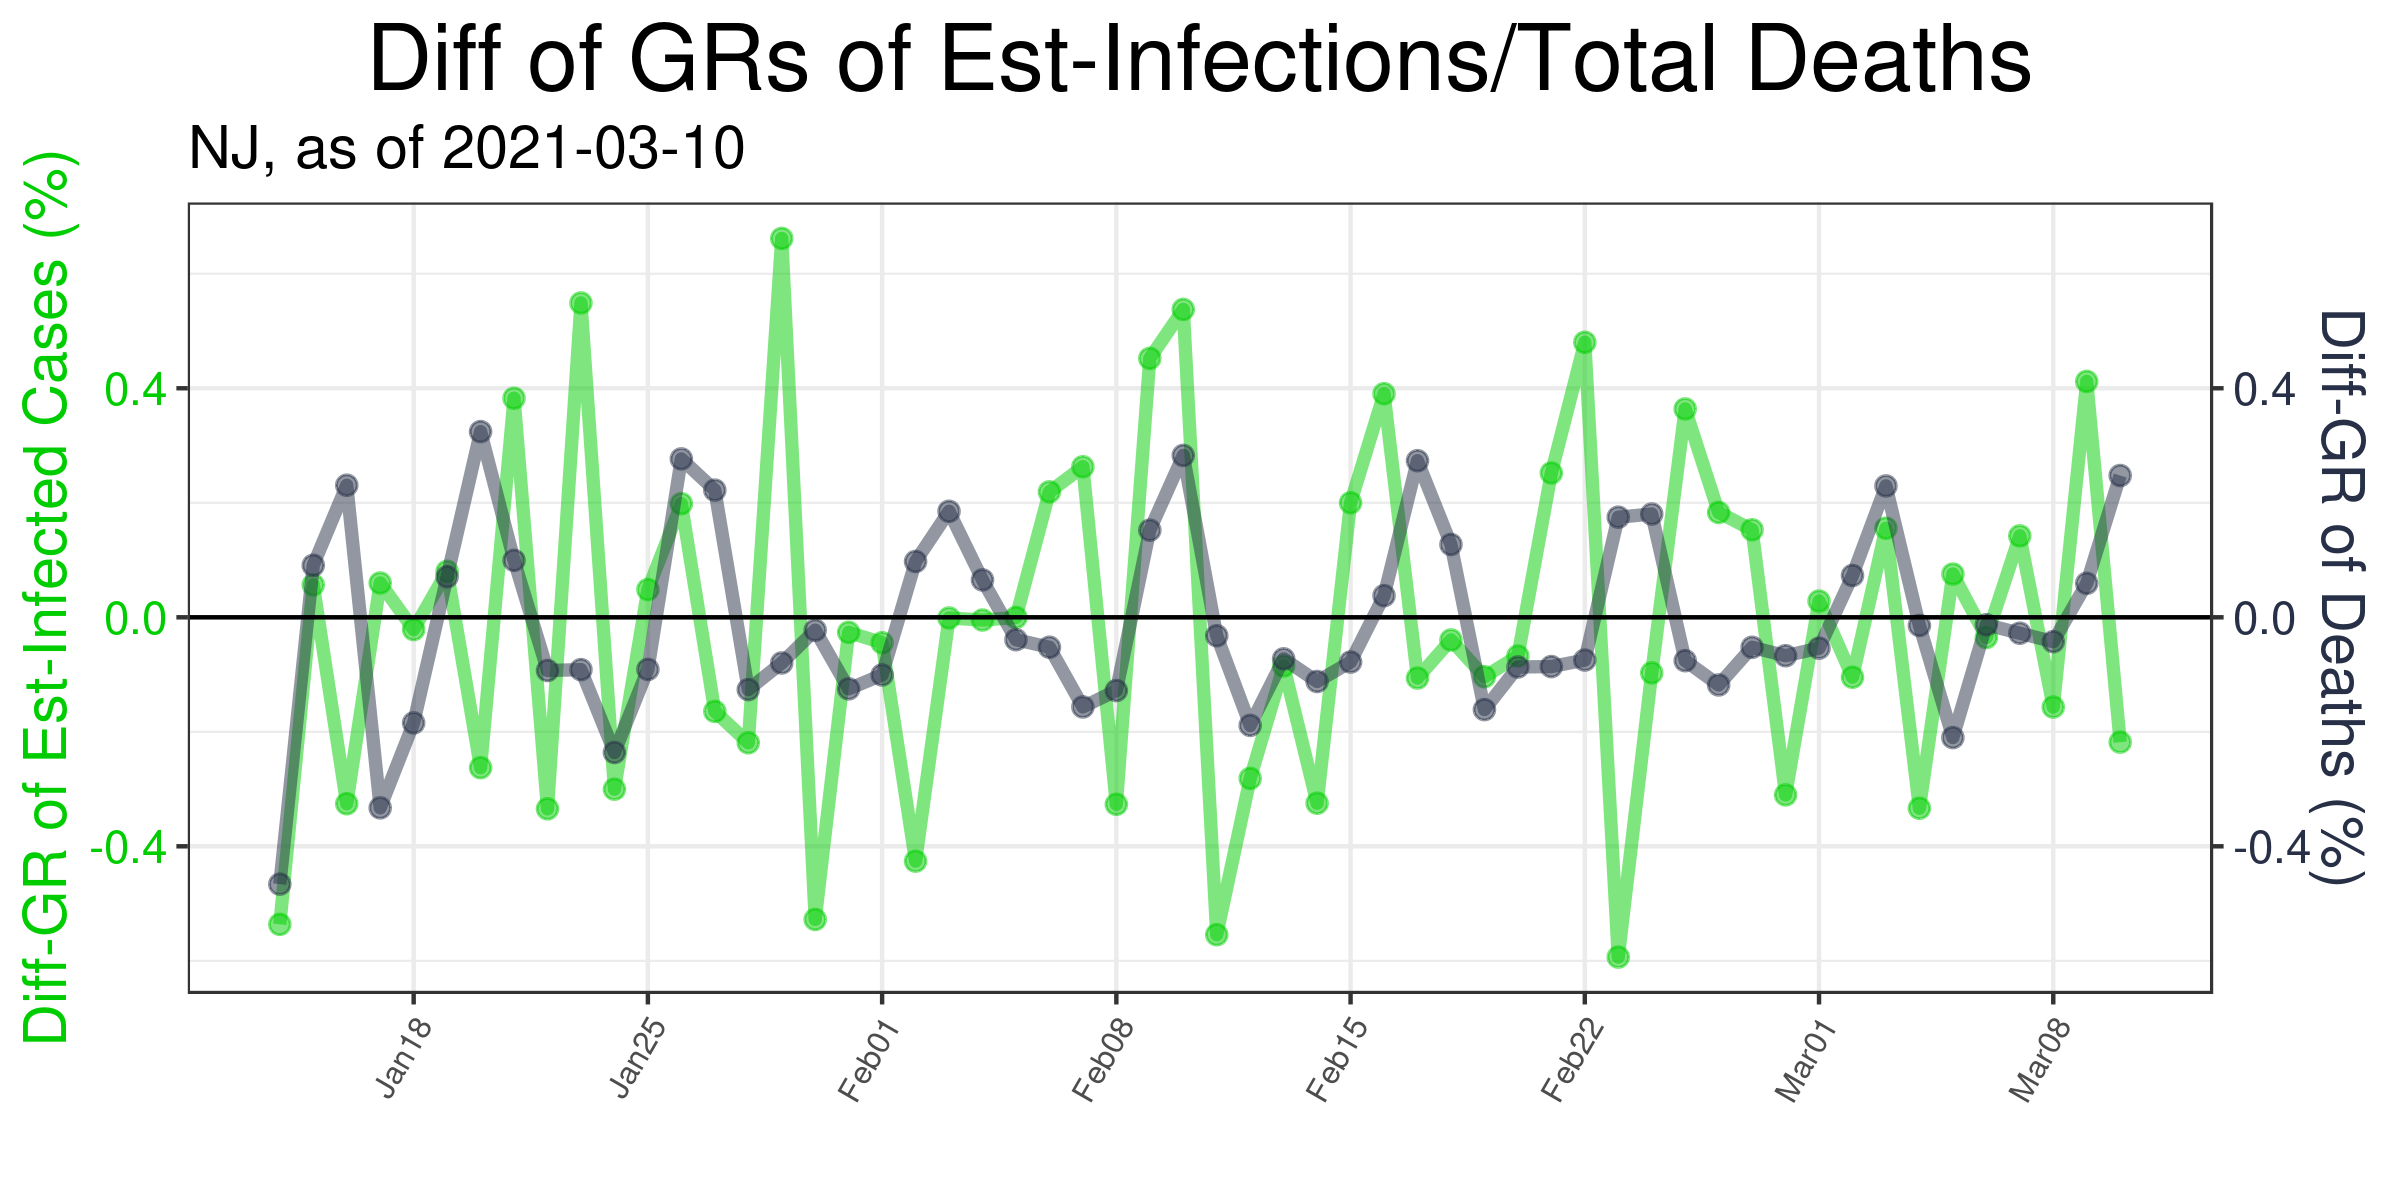 Diff of GRs of Est-Infections/Total Deaths
NJ, as of 2021-03-10
Diff-GR of Est-Infected Cases (%)
0.4
0.0
-0.4
0.4
0.0
-0.4
Diff-GR of Deaths (%)
Jan18
Jan25
Feb01
Feb08
Feb15
Feb22
Mar01
Mar08